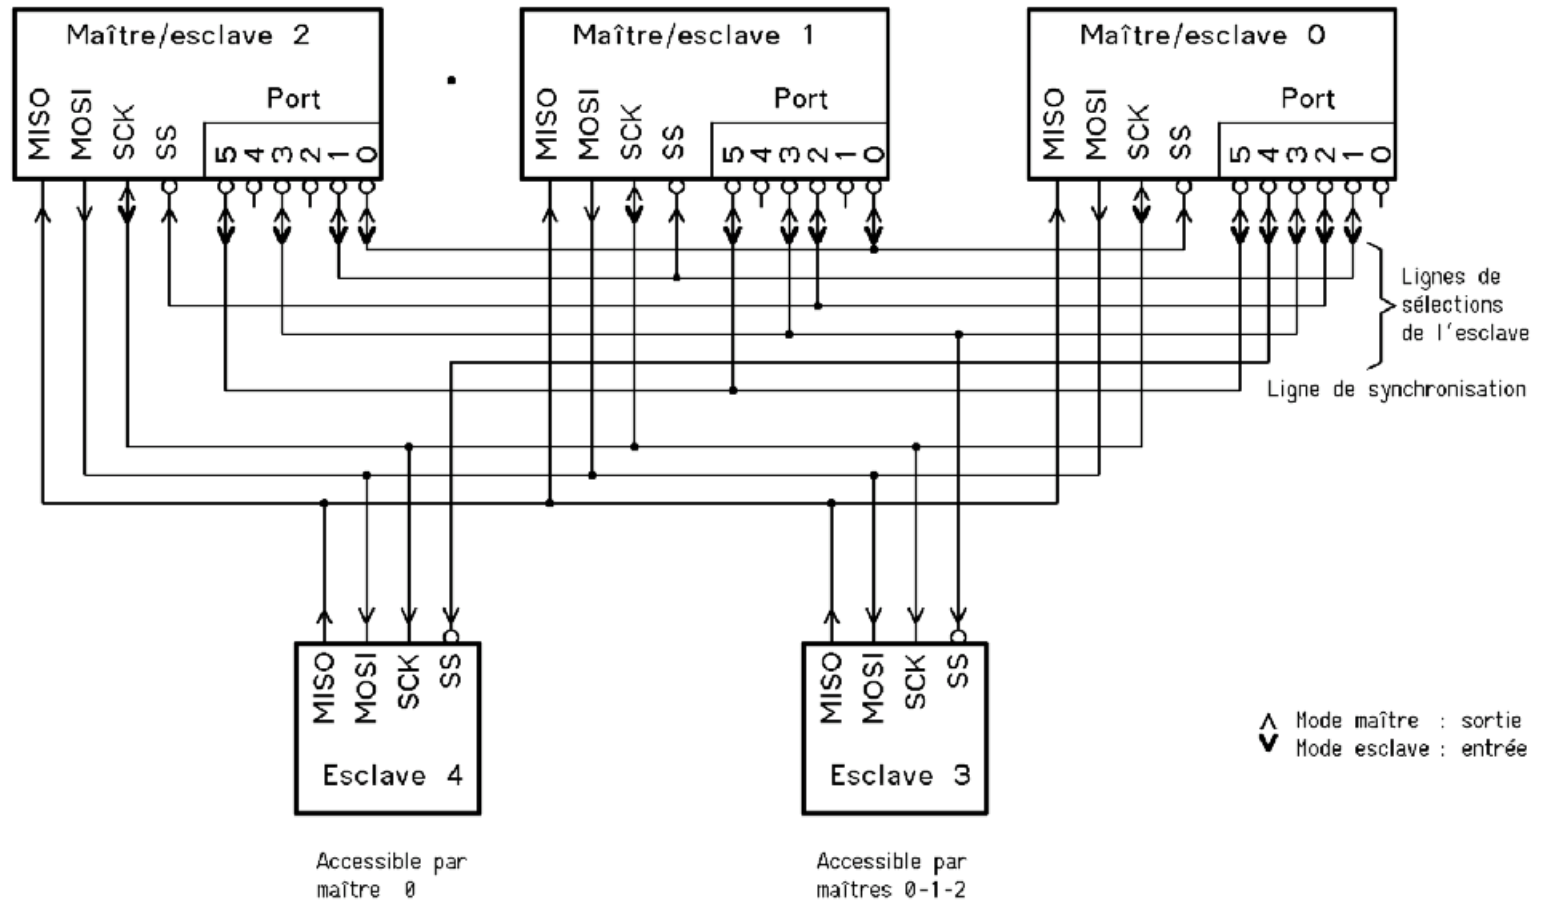 Maître/esclave 2
Port
MISO MOSI SCK SS 5 4 3 2 1 0
Maître/esclave 1
Port
MISO MOSI SCK SS 5 4 3 2 1 0
Maître/esclave 0
Port
MISO MOSI SCK SS 5 4 3 2 1 0
Lignes de
sélections
de l'esclave
Ligne de synchronisation
MISO MOSI SCK SS
Esclave 4
Accessible par
maître 0
MISO MOSI SCK SS
Esclave 3
Accessible par
maîtres 0-1-2
Mode maître : sortie
Mode esclave : entrée